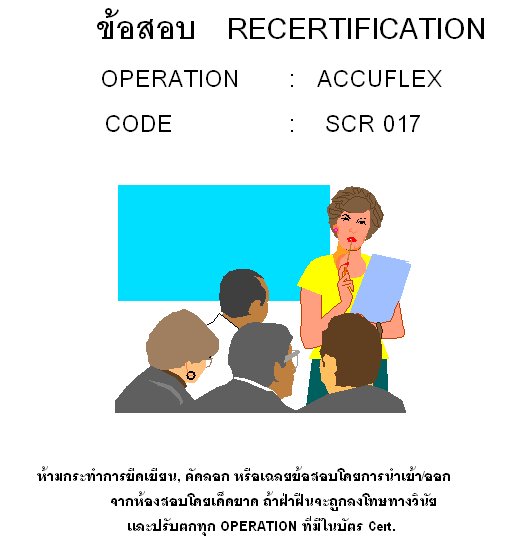 ข้อสอบ RECERTIFICATION
OPERATION : ACCUFLEX
CODE : SCR 017
ห้ามกระทำการขีดเขียน, คัดลอก หรือเฉลยข้อสอบโดยการนำเข้า/ออก
จากห้องสอบโดยเด็ดขาด ถ้าฝ่าฝืนจะถูกลงโทษทางวินัย
และปรับตกทุก OPERATION ที่มีในบัตร Cert.